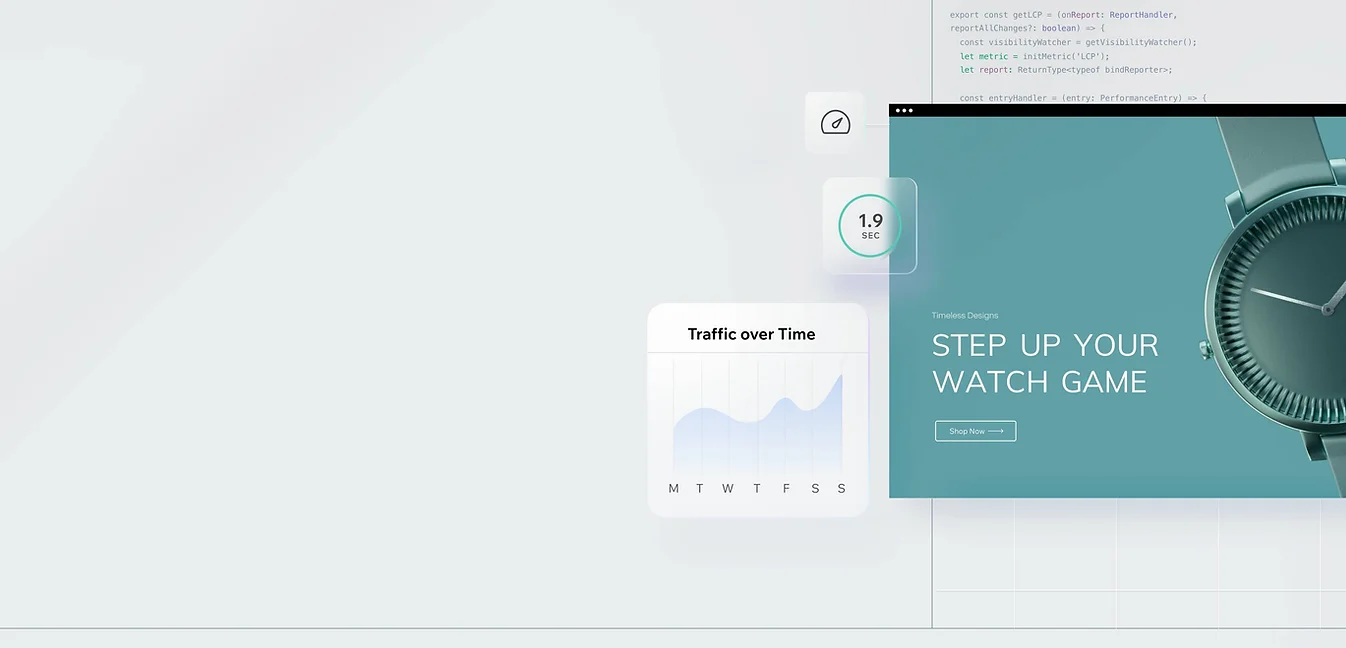 export const getLCP = (onReport: ReportHandler,
reportAllChanges?: boolean) => {
const visibilityWatcher = getVisibilityWatcher();
let metric = initMetric('LCP');
let report: ReturnType<typeof bindReporter>;
const entryHandler = (entry: PerformanceEntry) => {
1.9
SEC
Traffic over Time
M T W T F S S
Timeless Designs
STEP UP YOUR
WATCH GAME
Shop Now